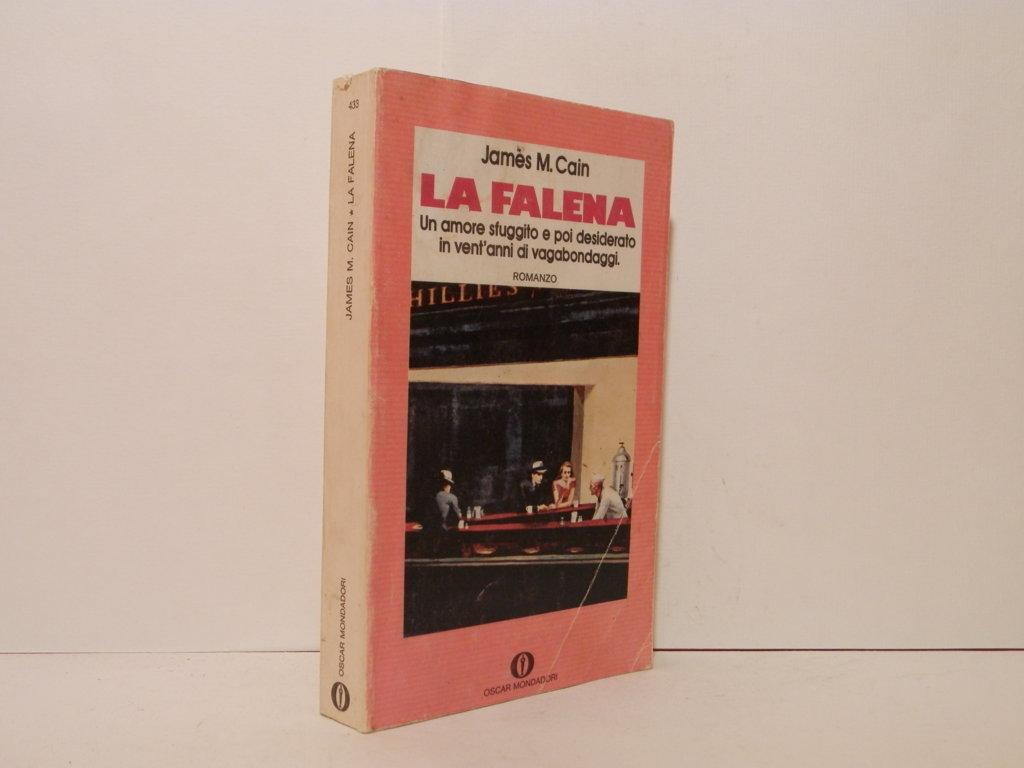 433
JAMES M. CAIN ★ LA FALENA
OSCAR MONDADORI
James M. Cain
LA FALENA
Un amore sfuggito e poi desiderato
in vent'anni di vagabondaggi.
ROMANZO
HILLIES
OSCAR MONDADORI